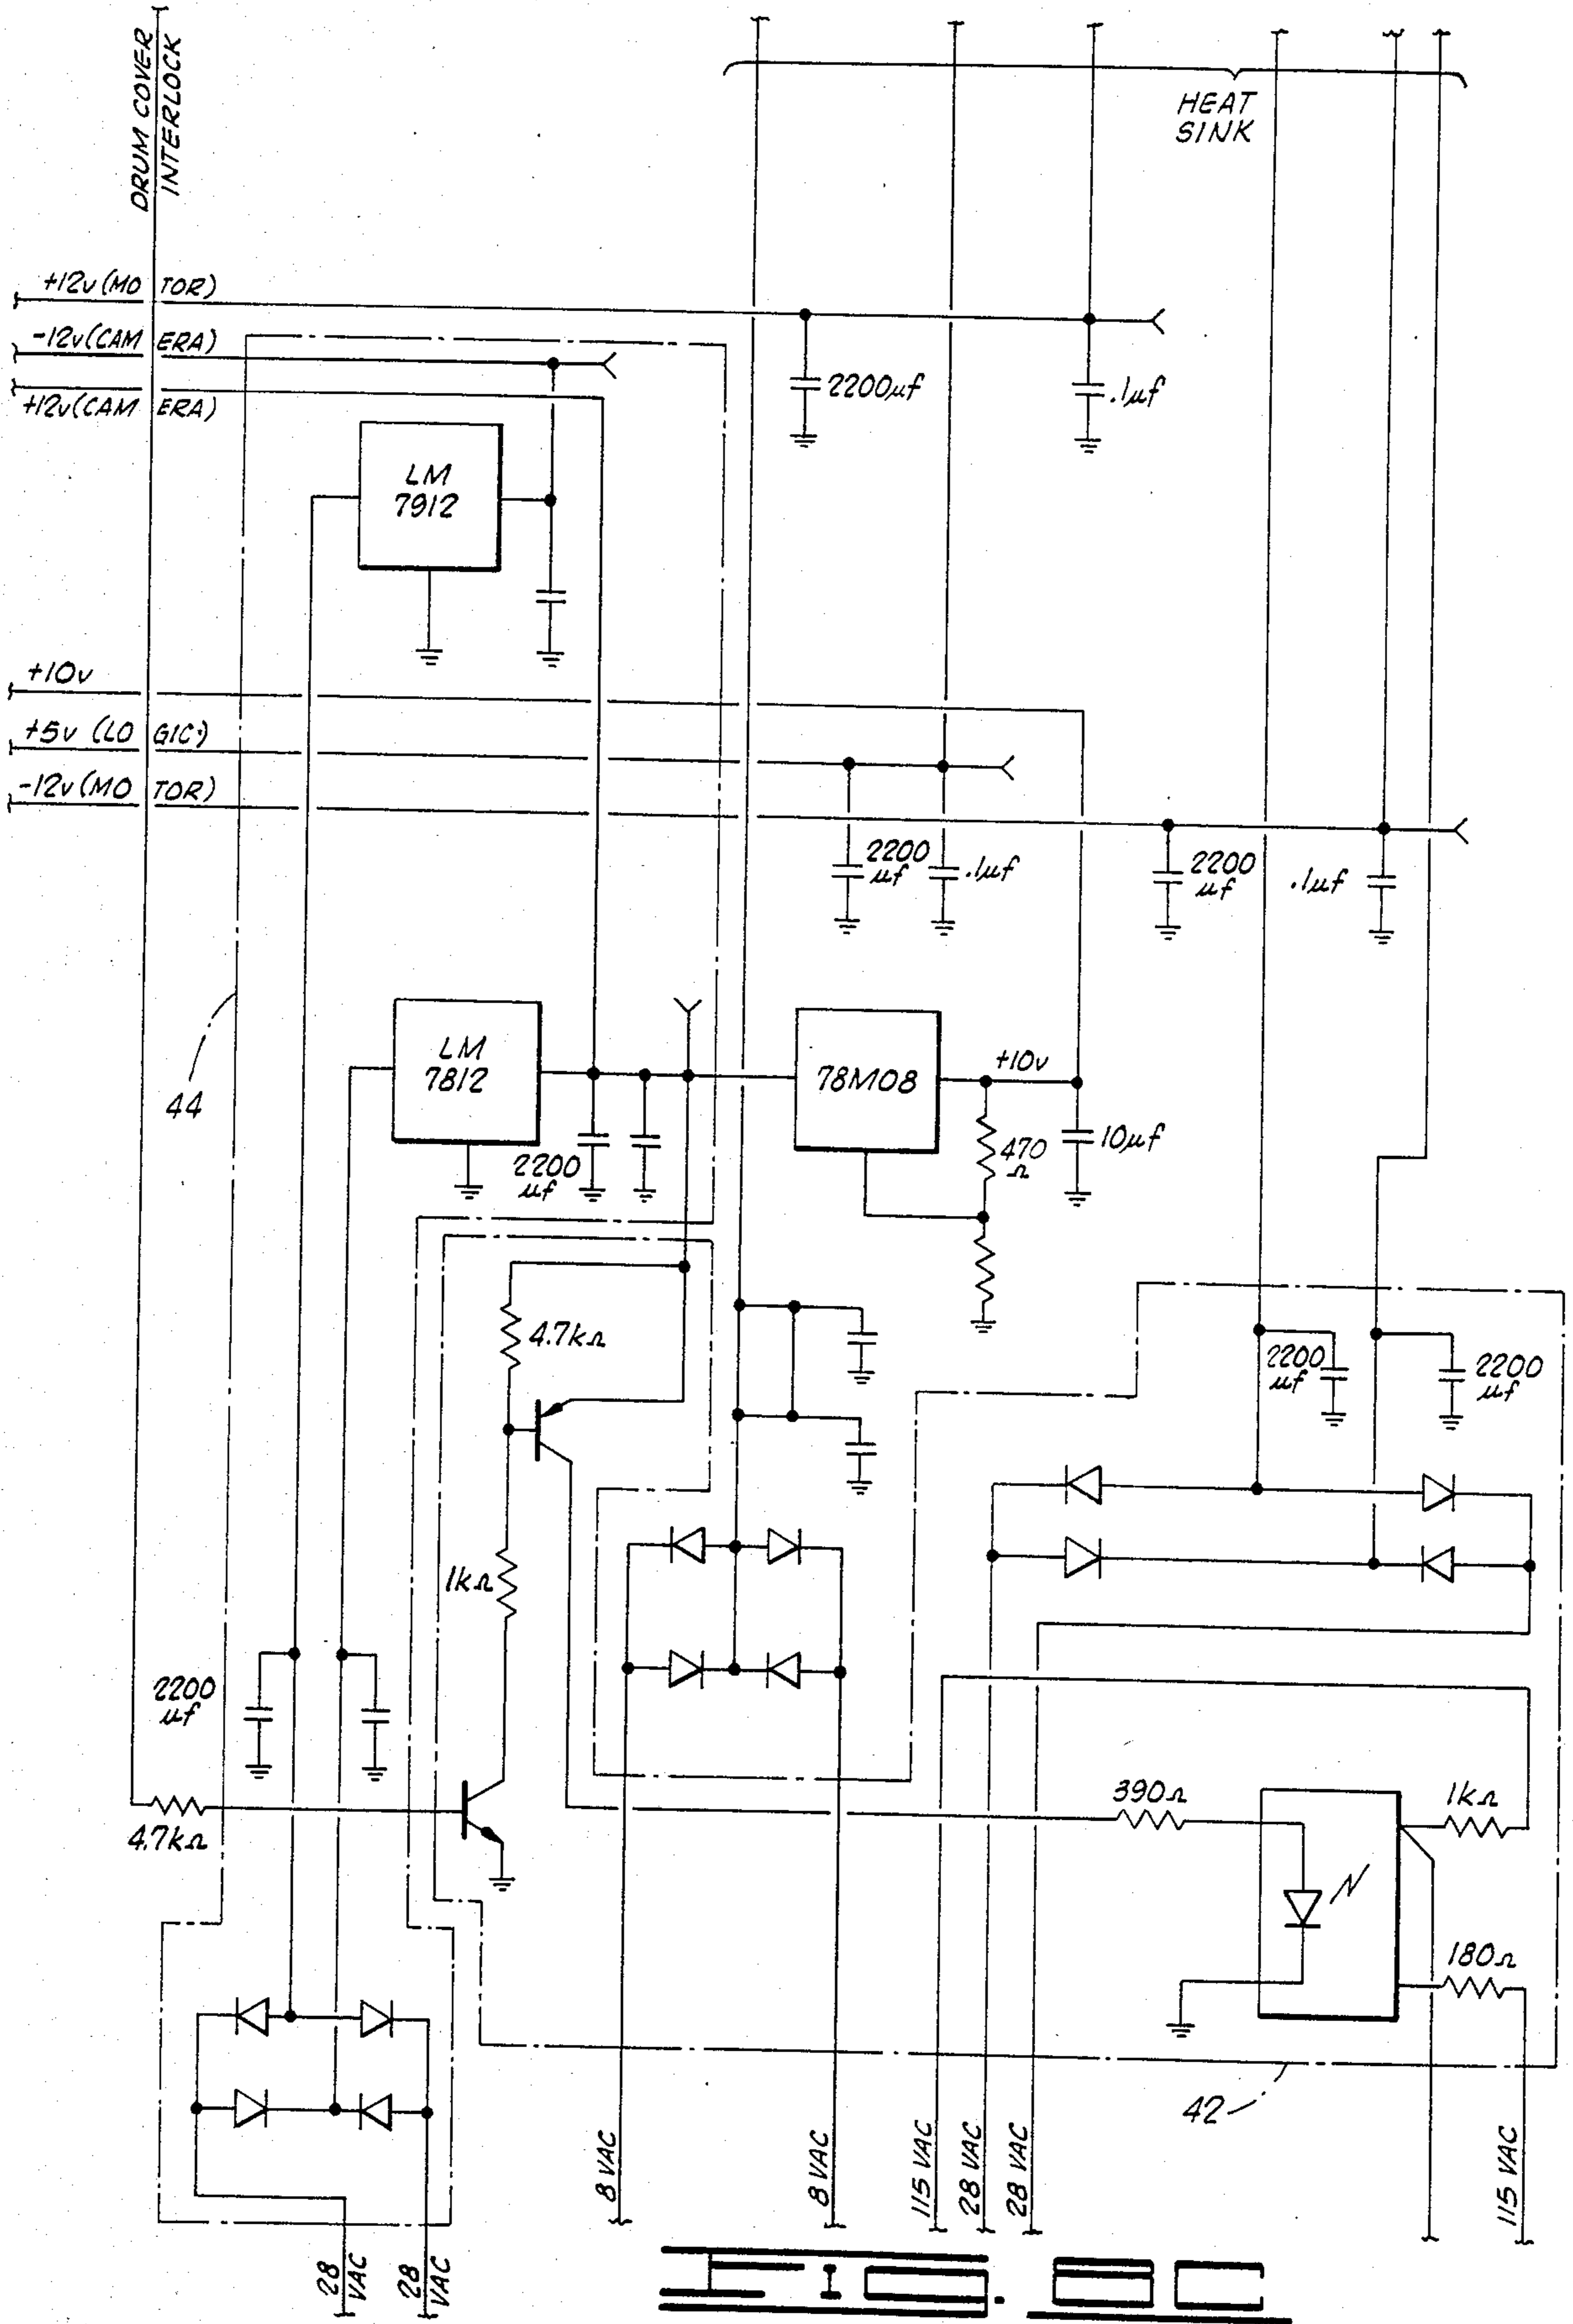 DRUM COVER
INTERLOCK
HEAT
SINK
+12v (MOTOR)
-12v (CAMERA)
+12v (CAMERA)
2200µf
.1µf
LM
7912
+10v
+5v (LOGIC)
-12v (MOTOR)
2200
µf
.1µf
2200
µf
.1µf
44
LM
7812
2200
µf
78M08
+10v
470
Ω
10µf
4.7kΩ
2200
µf
2200
µf
1kΩ
2200
µf
4.7kΩ
390Ω
1kΩ
180Ω
42
8 VAC
8 VAC
115 VAC
28 VAC
28 VAC
115 VAC
28
VAC
28
VAC
FIG. 8C